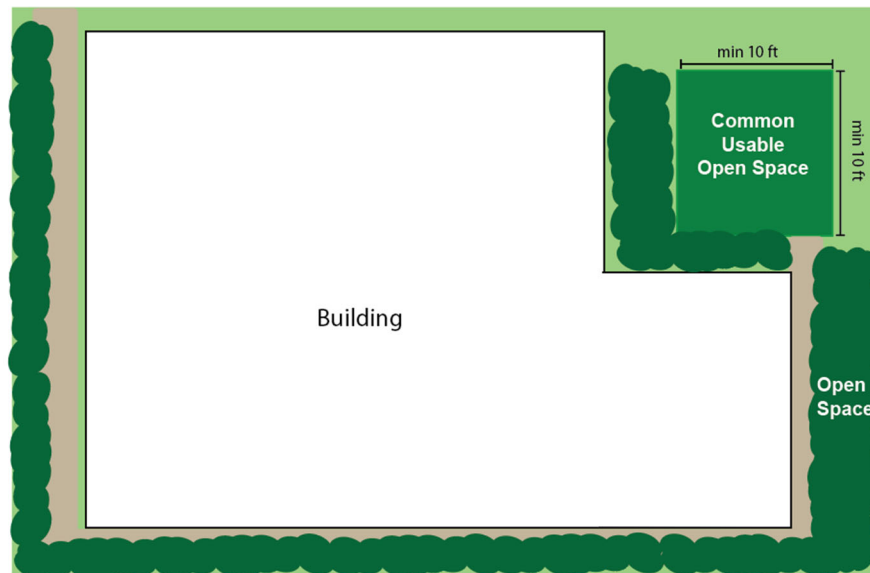 min 10 ft
Common
Usable
Open Space
min 10 ft
Building
Open
Space